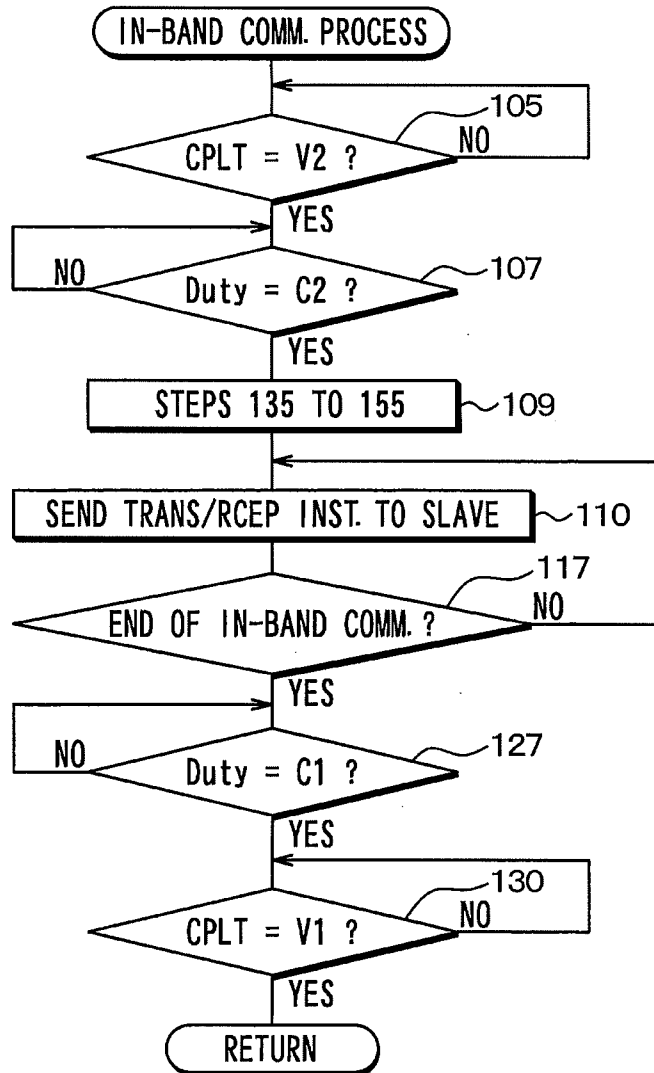 IN-BAND COMM. PROCESS
105
CPLT = V2 ?
NO
YES
107
NO
Duty = C2 ?
YES
STEPS 135 TO 155
109
SEND TRANS/RCEP INST. TO SLAVE
110
117
END OF IN-BAND COMM. ?
NO
YES
127
NO
Duty = C1 ?
YES
130
CPLT = V1 ?
NO
YES
RETURN